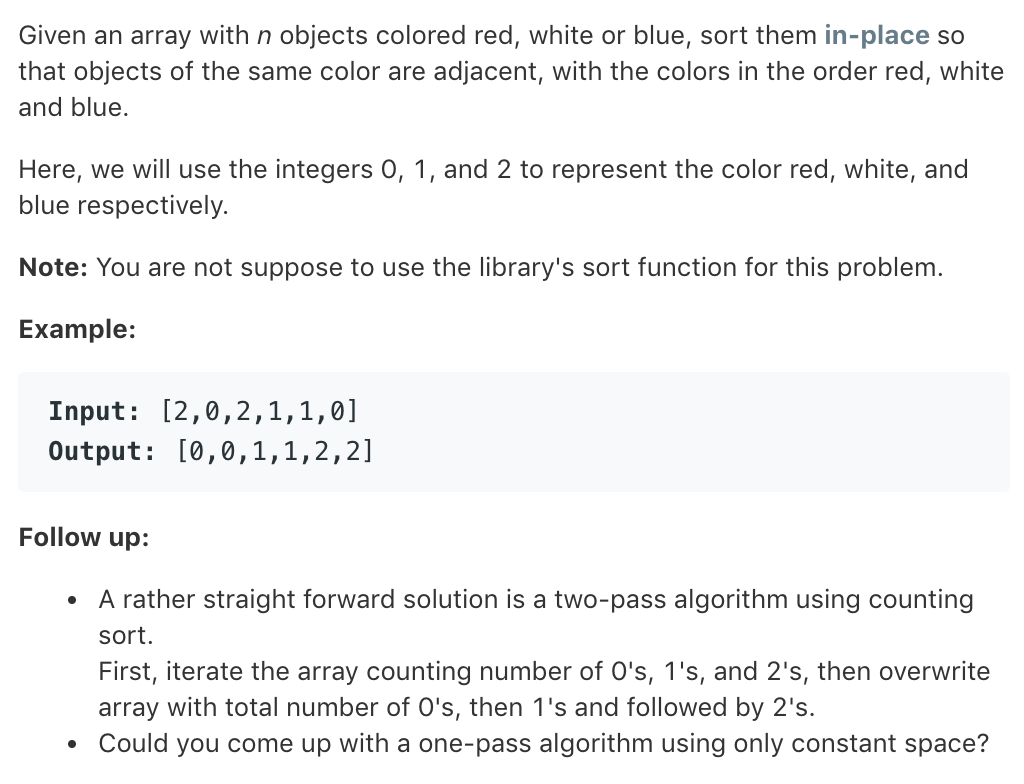 Given an array with n objects colored red, white or blue, sort them in-place so
that objects of the same color are adjacent, with the colors in the order red, white
and blue.
Here, we will use the integers 0, 1, and 2 to represent the color red, white, and
blue respectively.
Note: You are not suppose to use the library's sort function for this problem.
Example:
Input: [2,0,2,1,1,0]
Output: [0,0,1,1,2,2]
Follow up:
• A rather straight forward solution is a two-pass algorithm using counting
sort.
First, iterate the array counting number of 0's, 1's, and 2's, then overwrite
array with total number of 0's, then 1's and followed by 2's.
• Could you come up with a one-pass algorithm using only constant space?